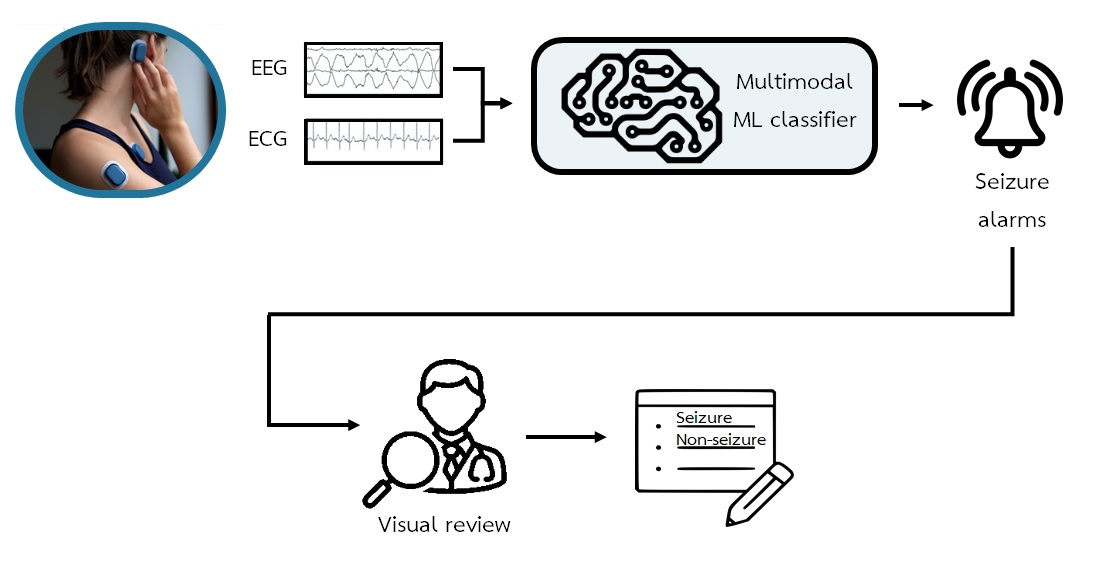 EEG
ECG
Multimodal
ML classifier
Seizure
alarms
Visual review
Seizure
Non-seizure